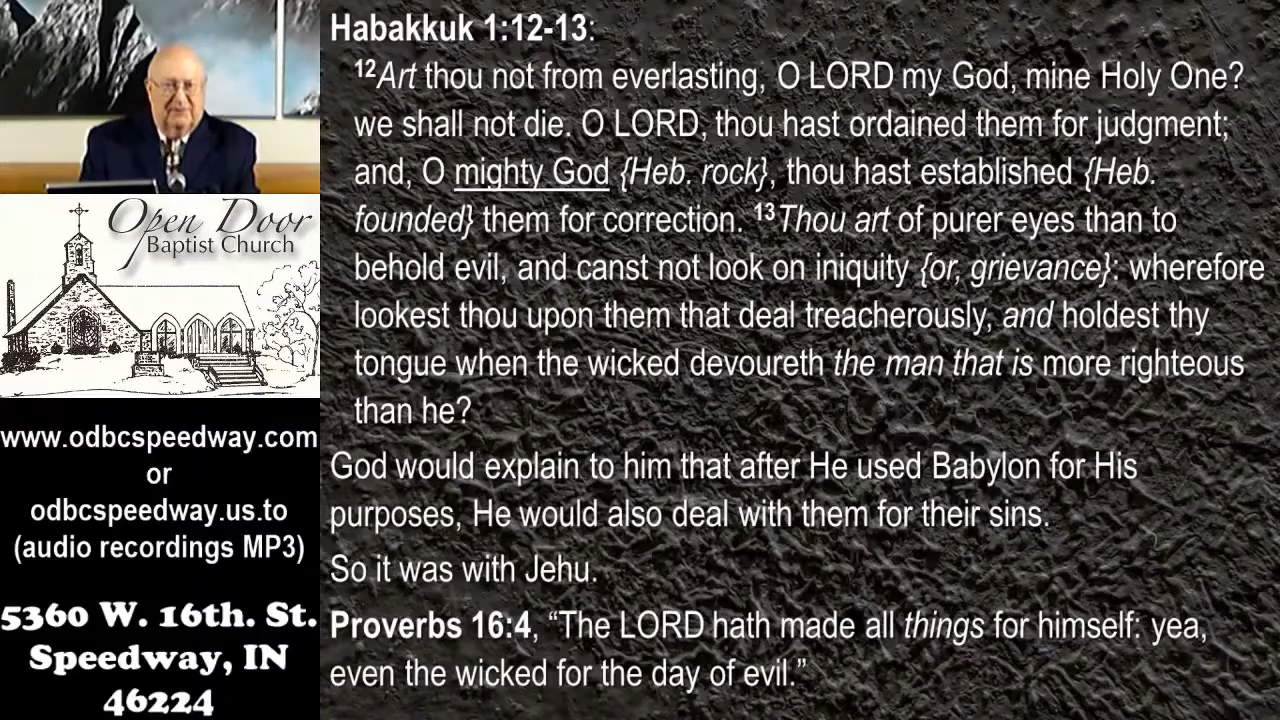 Habakkuk 1:12-13:
12Art thou not from everlasting, O LORD my God, mine Holy One?
we shall not die. O LORD, thou hast ordained them for judgment;
and, O mighty God {Heb. rock}, thou hast established {Heb.
founded} them for correction. 13Thou art of purer eyes than to
behold evil, and canst not look on iniquity {or, grievance}: wherefore
lookest thou upon them that deal treacherously, and holdest thy
tongue when the wicked devoureth the man that is more righteous
than he?
God would explain to him that after He used Babylon for His
purposes, He would also deal with them for their sins.
So it was with Jehu.
Proverbs 16:4, “The LORD hath made all things for himself: yea,
even the wicked for the day of evil.”
Open Door
Baptist Church
www.odbcspeedway.com
or
odbcspeedway.us.to
(audio recordings MP3)
5360 W. 16th. St.
Speedway, IN
46224